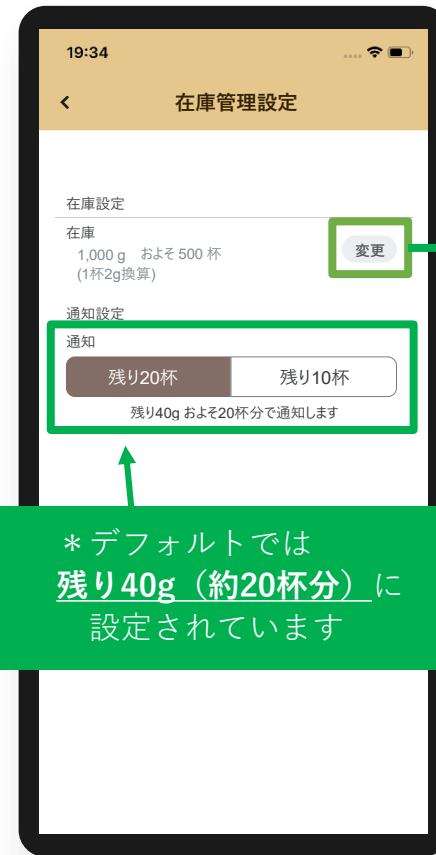 19:34
在庫管理設定
在庫設定
在庫
1,000 g およそ 500 杯
(1杯2g換算)
変更
通知設定
通知
残り20杯 残り10杯
残り40g およそ20杯分で通知します
＊デフォルトでは
残り40g（約20杯分）に
設定されています